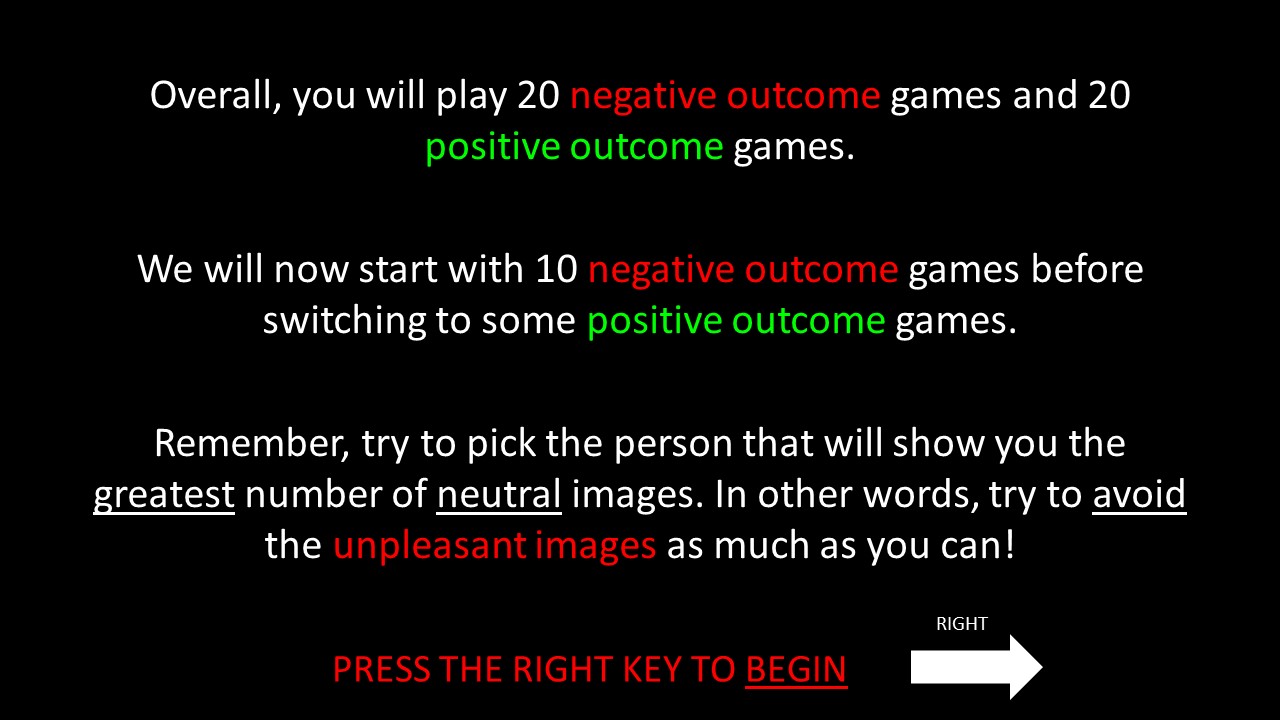 Overall, you will play 20 negative outcome games and 20
positive outcome games.
We will now start with 10 negative outcome games before
switching to some positive outcome games.
Remember, try to pick the person that will show you the
greatest number of neutral images. In other words, try to avoid
the unpleasant images as much as you can!
RIGHT
PRESS THE RIGHT KEY TO BEGIN